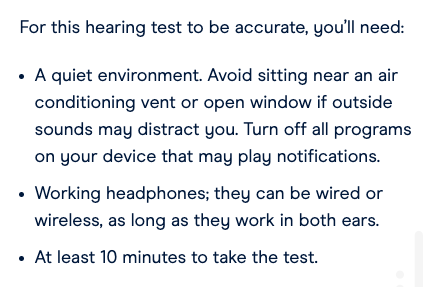 For this hearing test to be accurate, you’ll need:
• A quiet environment. Avoid sitting near an air
conditioning vent or open window if outside
sounds may distract you. Turn off all programs
on your device that may play notifications.
• Working headphones; they can be wired or
wireless, as long as they work in both ears.
• At least 10 minutes to take the test.